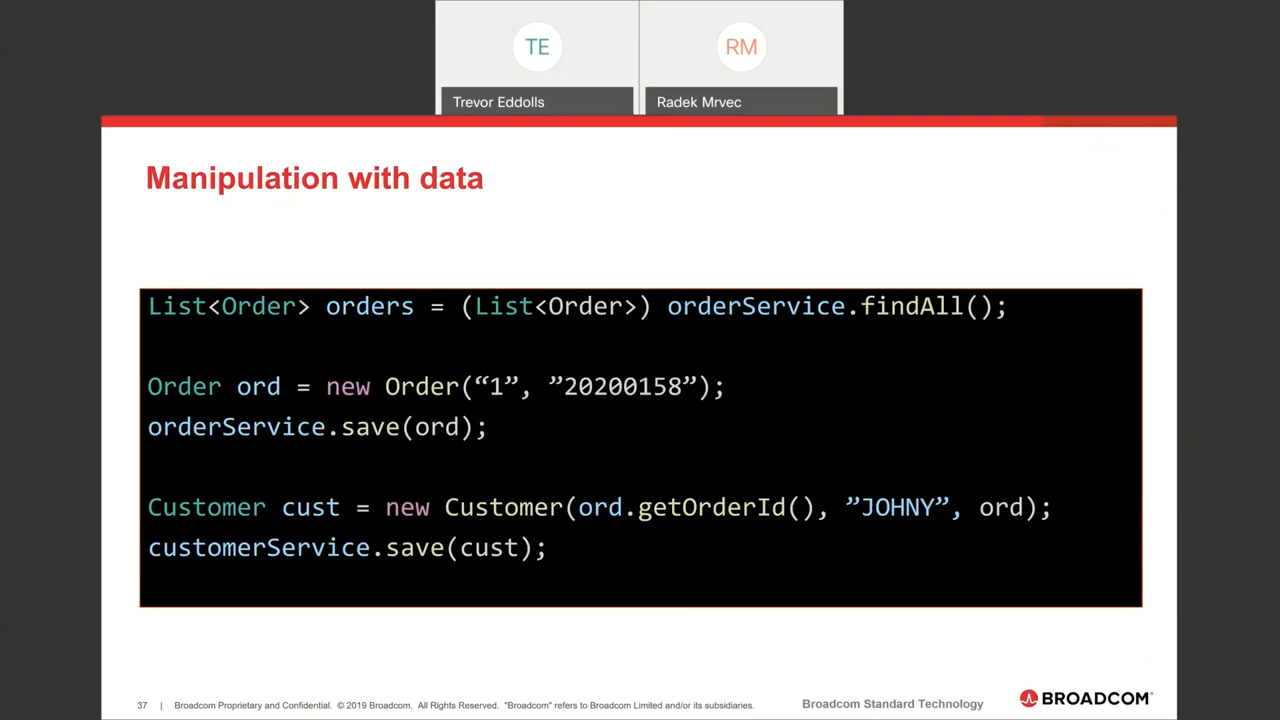 TE
RM
Trevor Eddolls
Radek Mrvec
Manipulation with data
List<Order> orders = (List<Order>) orderService.findAll();
Order ord = new Order(“1”, ”20200158”);
orderService.save(ord);
Customer cust = new Customer(ord.getOrderId(), ”JOHNY”, ord);
customerService.save(cust);
37 | Broadcom Proprietary and Confidential. © 2019 Broadcom. All Rights Reserved. "Broadcom" refers to Broadcom Limited and/or its subsidiaries.
Broadcom Standard Technology
BROADCOM®